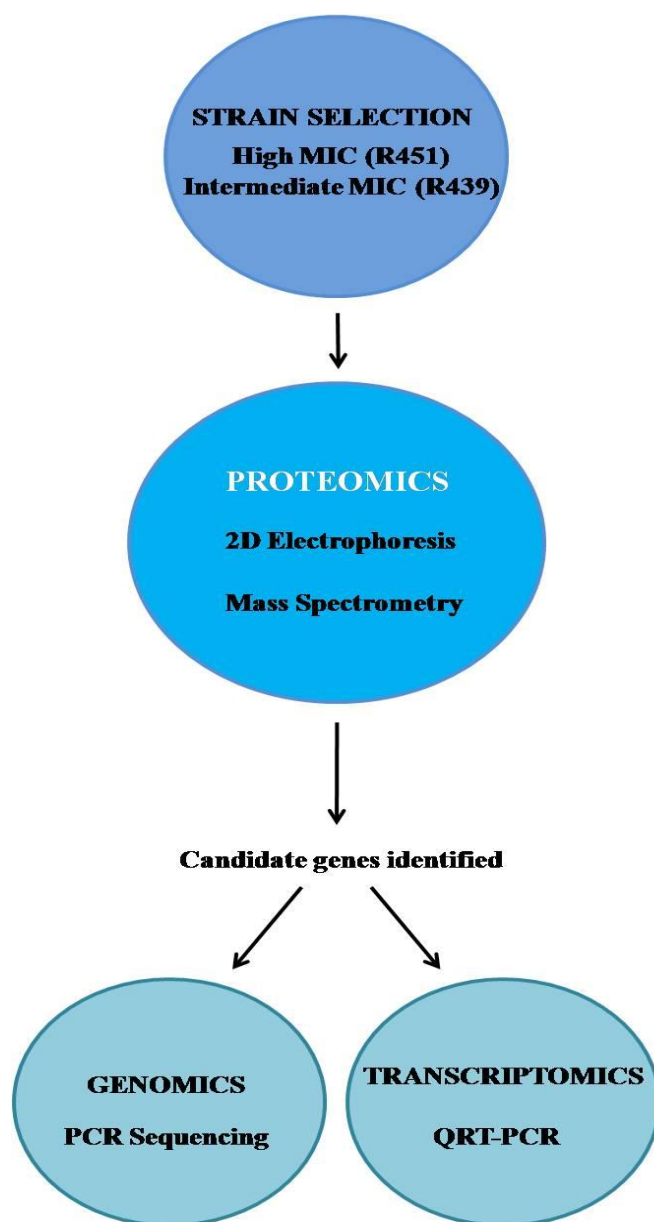 STRAIN SELECTION
High MIC (R451)
Intermediate MIC (R439)
PROTEOMICS
2D Electrophoresis
Mass Spectrometry
Candidate genes identified
GENOMICS
PCR Sequencing
TRANSCRIPTOMICS
QRT-PCR